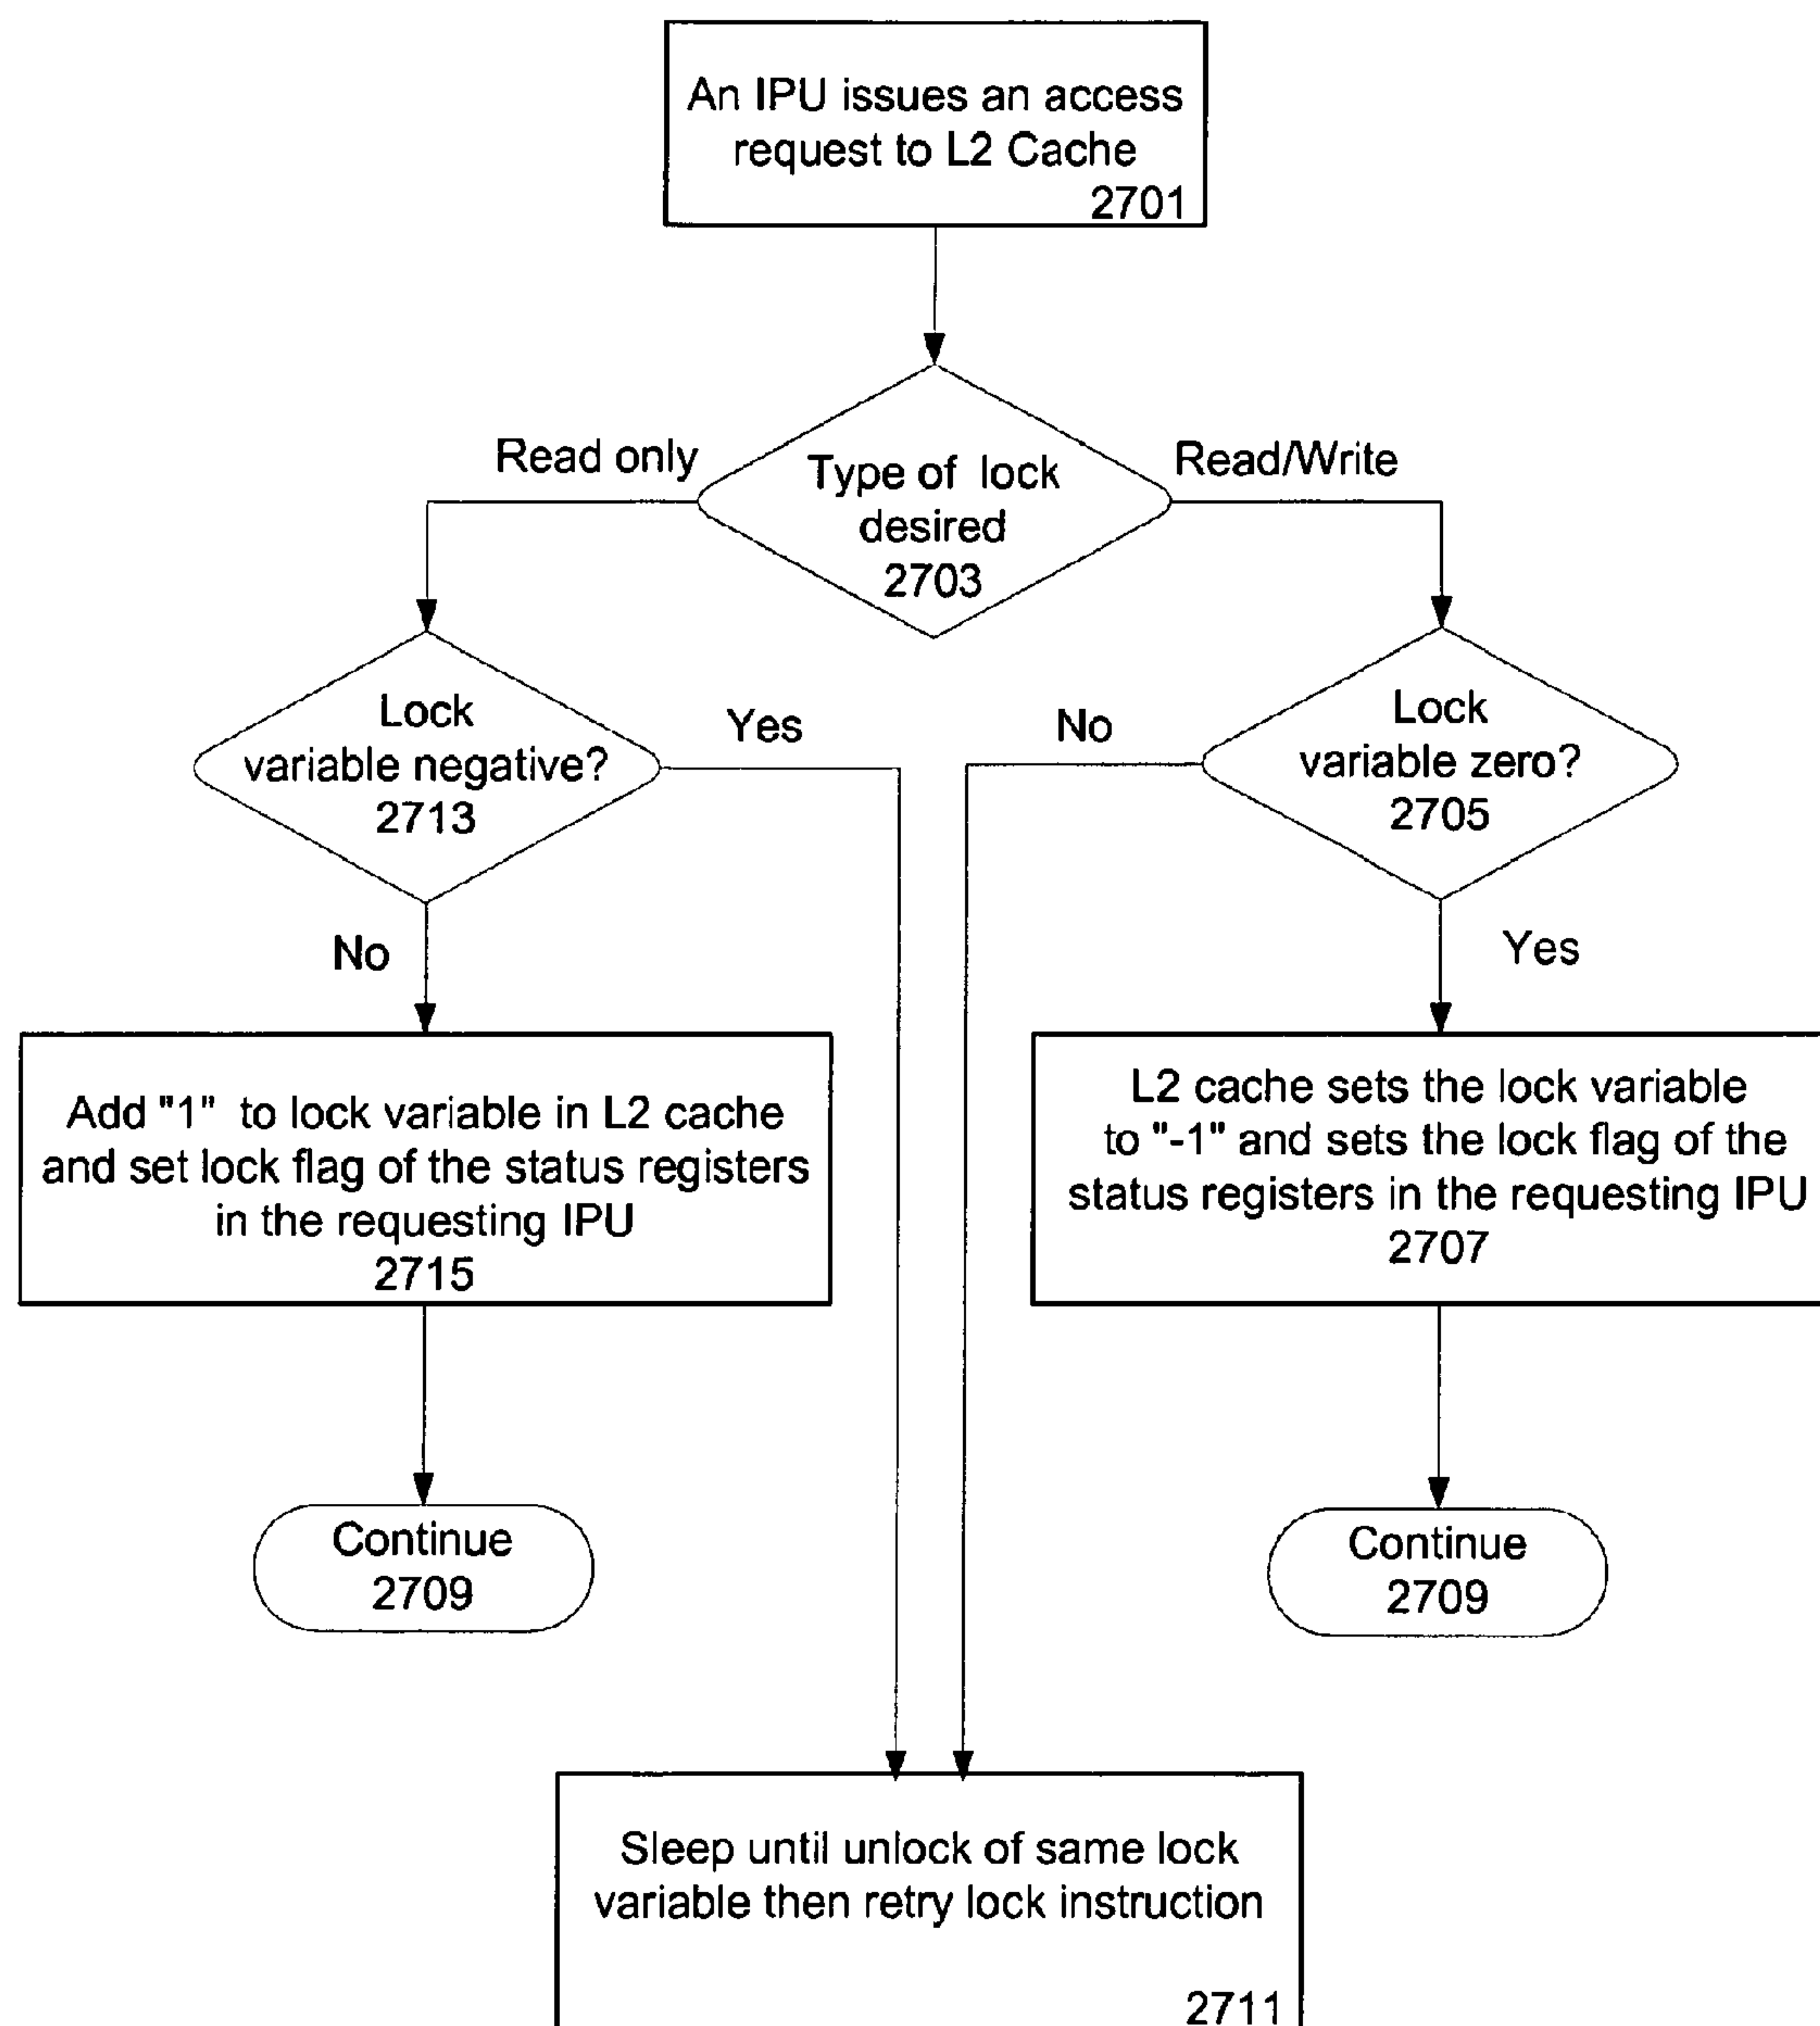 An IPU issues an access
request to L2 Cache
2701
Read only
Type of lock
desired
2703
Read/Write
Lock
variable negative?
2713
Yes
No
Lock
variable zero?
2705
No
Yes
Add "1" to lock variable in L2 cache
and set lock flag of the status registers
in the requesting IPU
2715
L2 cache sets the lock variable
to "-1" and sets the lock flag of the
status registers in the requesting IPU
2707
Continue
2709
Continue
2709
Sleep until unlock of same lock
variable then retry lock instruction
2711